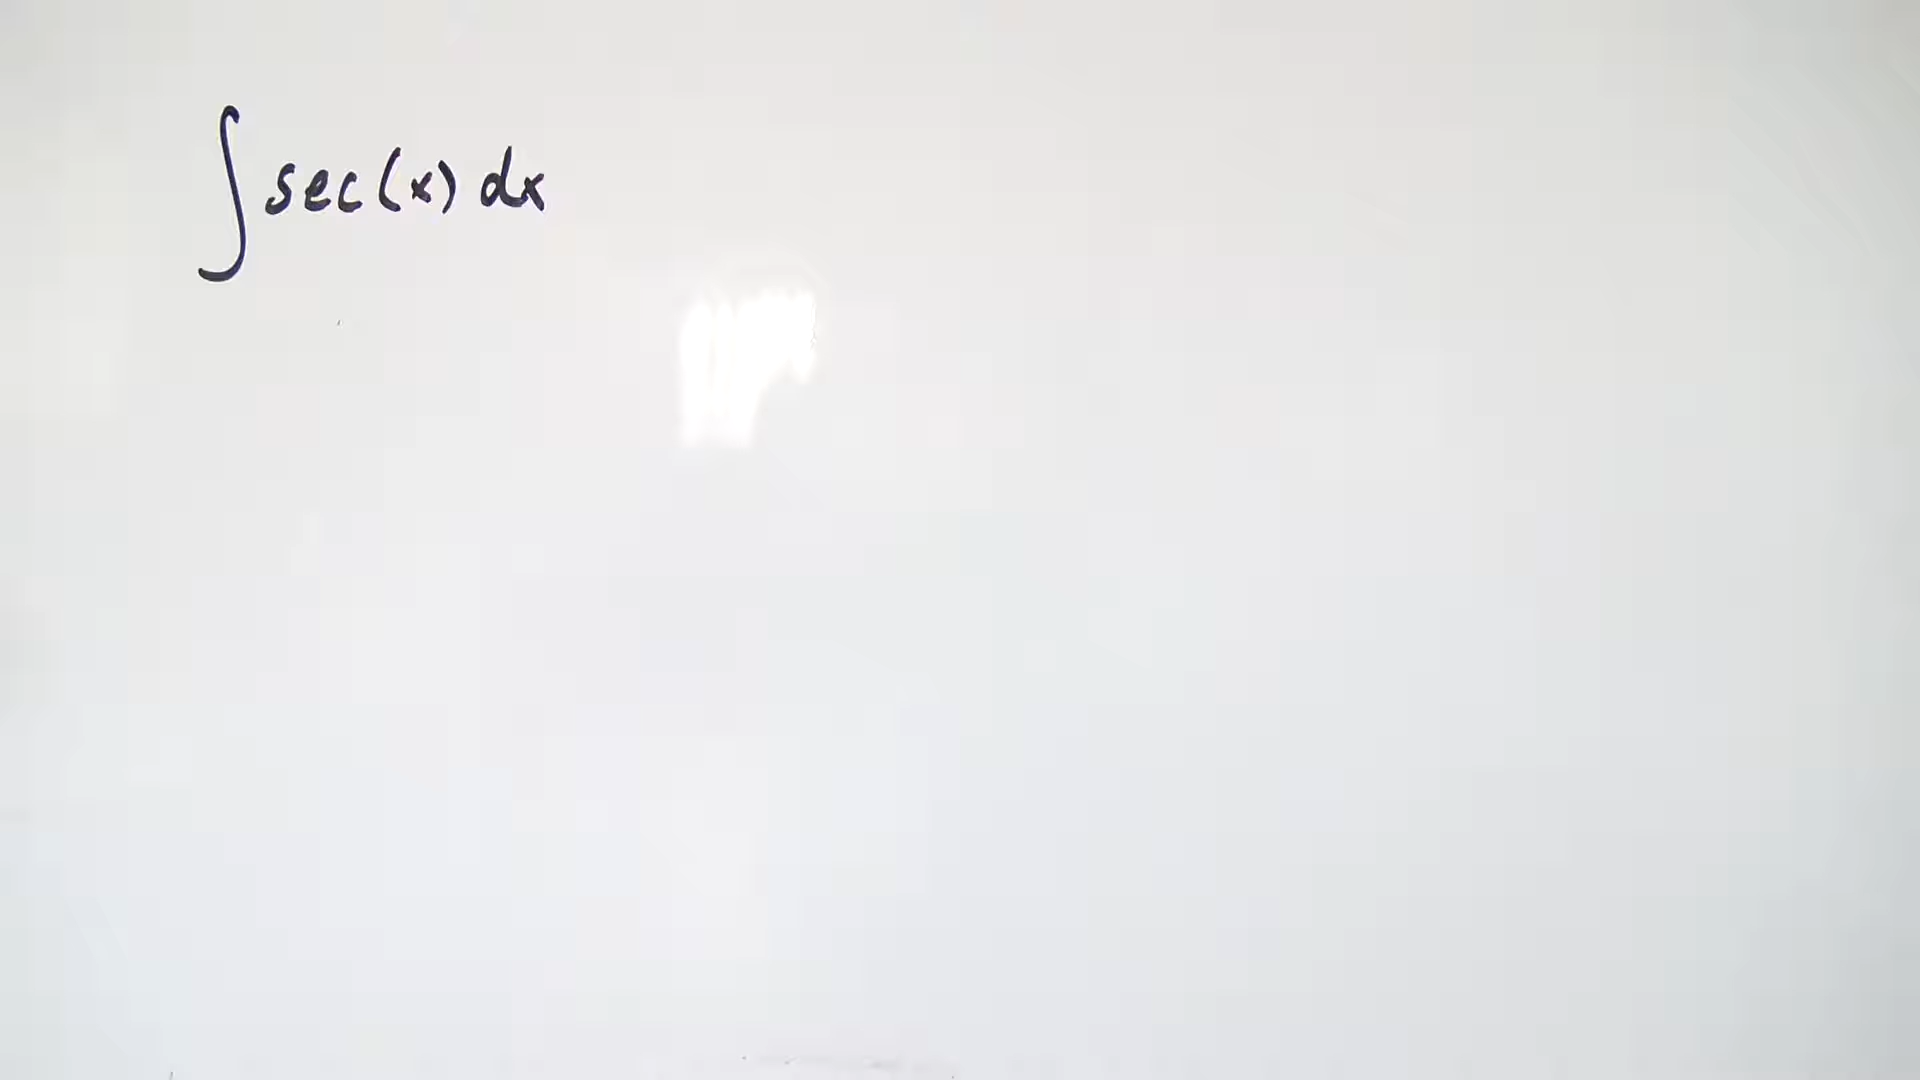 ∫ sec(x) dx